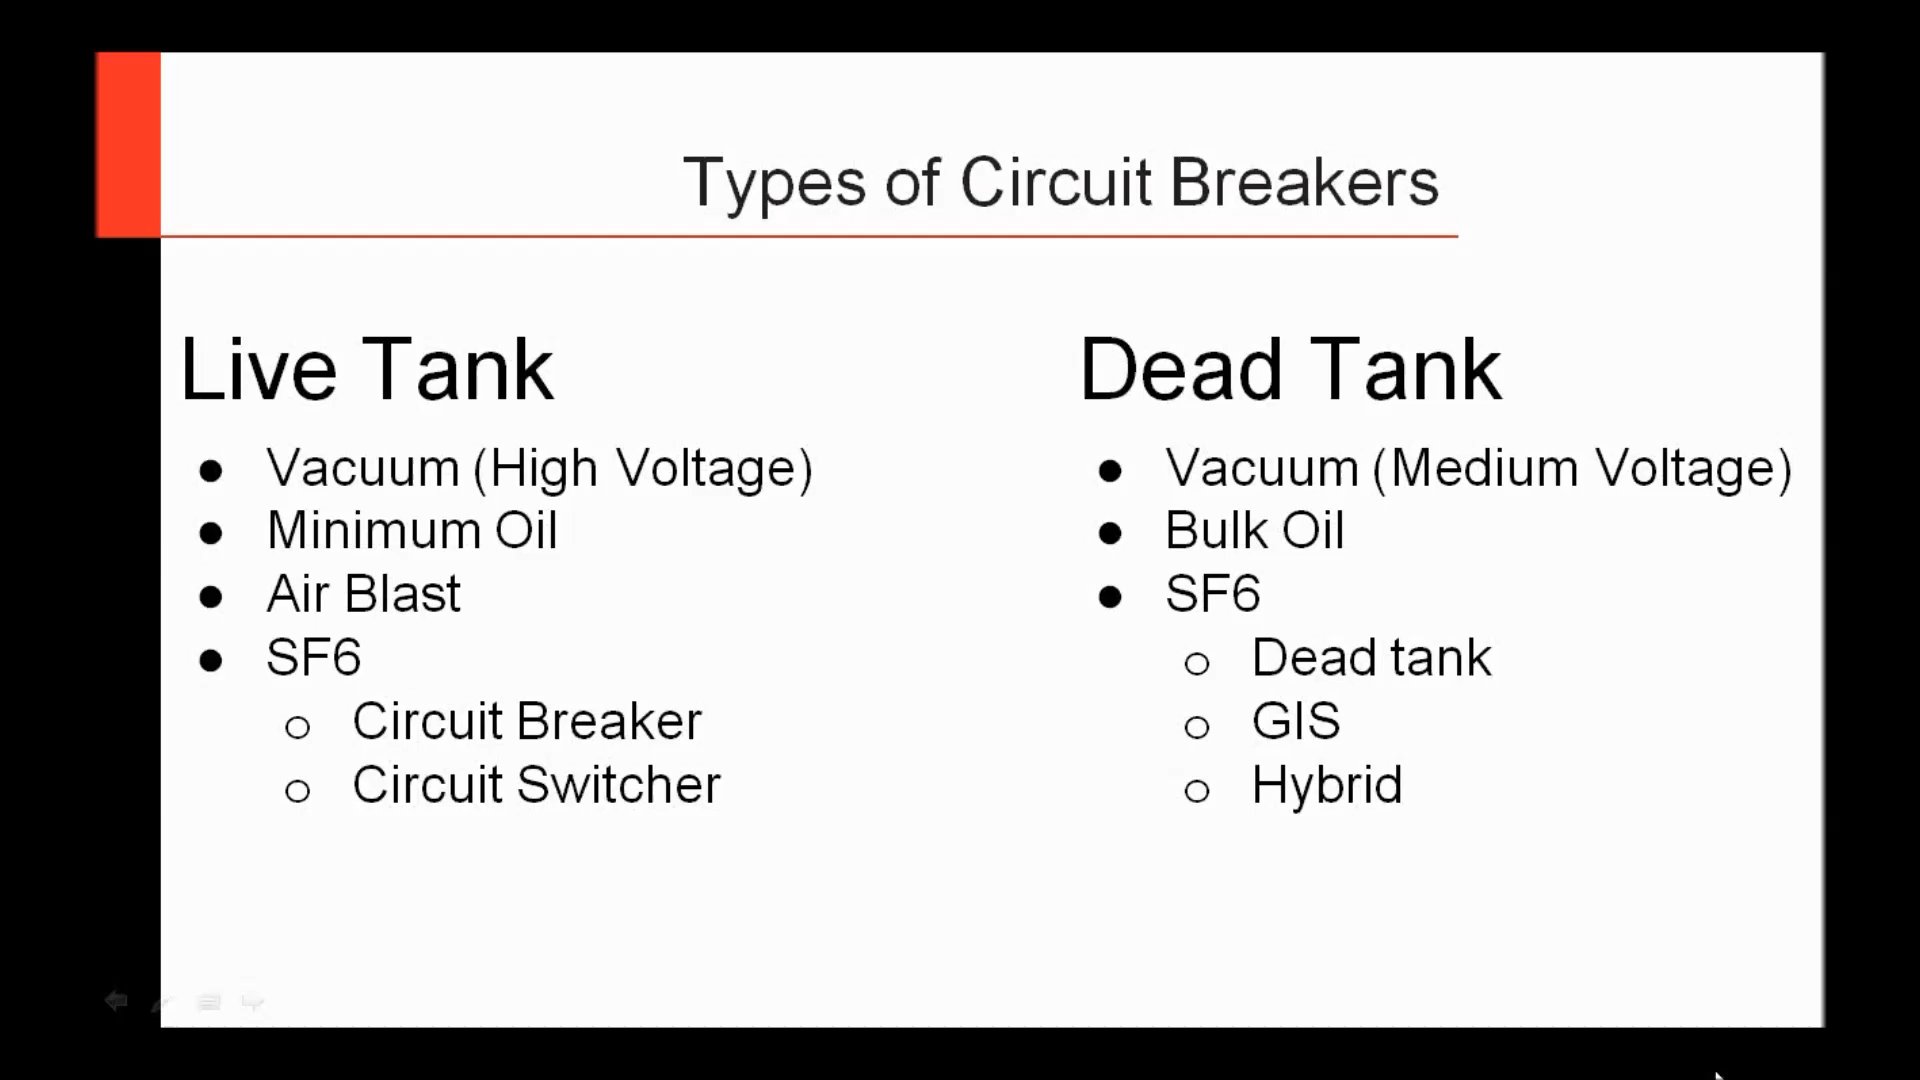 Types of Circuit Breakers
Live Tank
● Vacuum (High Voltage)
● Minimum Oil
● Air Blast
● SF6
○ Circuit Breaker
○ Circuit Switcher
Dead Tank
● Vacuum (Medium Voltage)
● Bulk Oil
● SF6
○ Dead tank
○ GIS
○ Hybrid